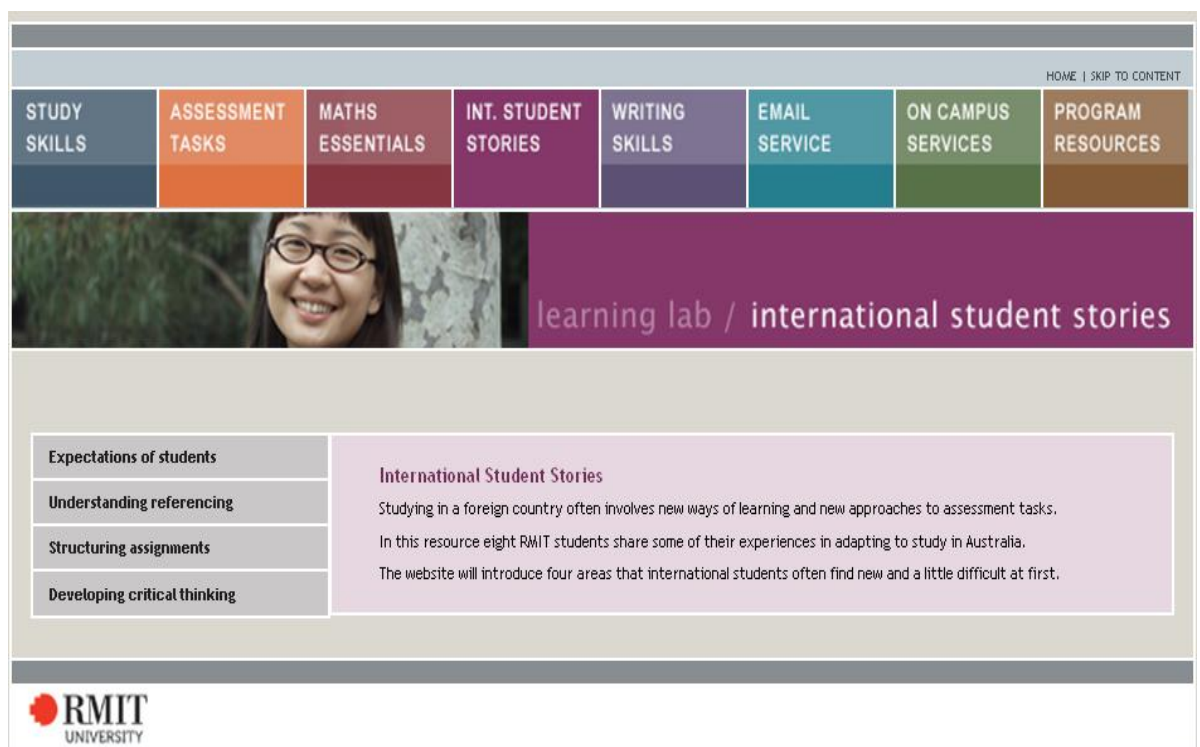 HOME | SKIP TO CONTENT
STUDY
SKILLS
ASSESSMENT
TASKS
MATHS
ESSENTIALS
INT. STUDENT
STORIES
WRITING
SKILLS
EMAIL
SERVICE
ON CAMPUS
SERVICES
PROGRAM
RESOURCES
learning lab / international student stories
Expectations of students
Understanding referencing
Structuring assignments
Developing critical thinking
International Student Stories
Studying in a foreign country often involves new ways of learning and new approaches to assessment tasks.
In this resource eight RMIT students share some of their experiences in adapting to study in Australia.
The website will introduce four areas that international students often find new and a little difficult at first.
RMIT
UNIVERSITY